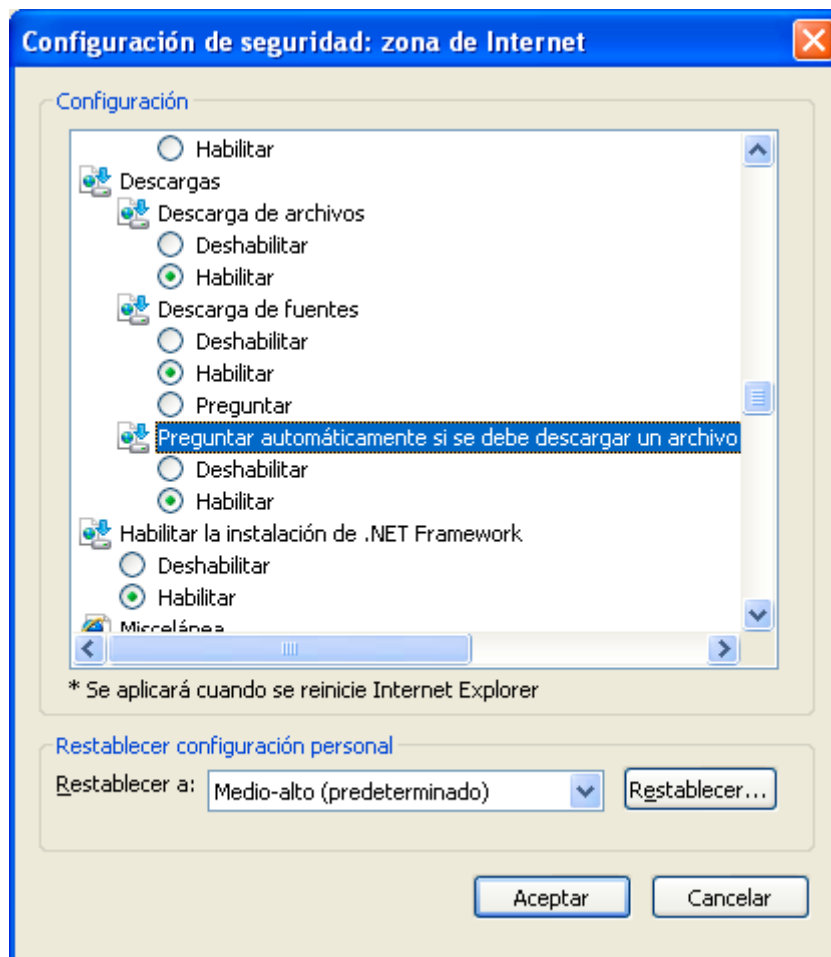 Configuración de seguridad: zona de Internet
Configuración
Habilitar
Descargas
Descarga de archivos
Deshabilitar
Habilitar
Descarga de fuentes
Deshabilitar
Habilitar
Preguntar
Preguntar automáticamente si se debe descargar un archivo
Deshabilitar
Habilitar
Habilitar la instalación de .NET Framework
Deshabilitar
Habilitar
Miscelánea
* Se aplicará cuando se reinicie Internet Explorer
Restablecer configuración personal
Restablecer a: Medio-alto (predeterminado) Restablecer...
Aceptar Cancelar